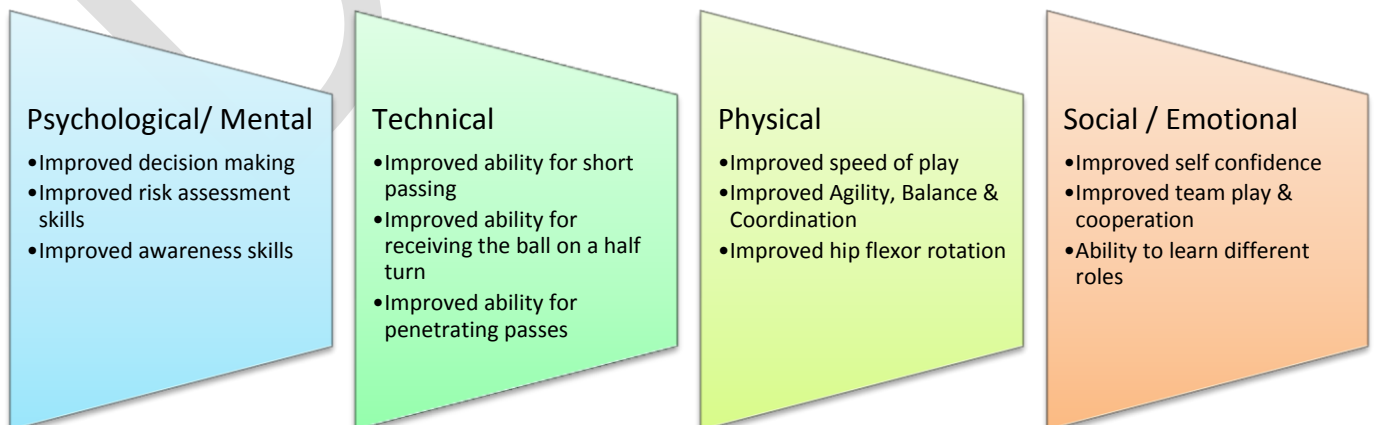 Psychological/ Mental
•Improved decision making
•Improved risk assessment
skills
•Improved awareness skills
Technical
•Improved ability for short
passing
•Improved ability for
receiving the ball on a half
turn
•Improved ability for
penetrating passes
Physical
•Improved speed of play
•Improved Agility, Balance &
Coordination
•Improved hip flexor rotation
Social / Emotional
•Improved self confidence
•Improved team play &
cooperation
•Ability to learn different
roles